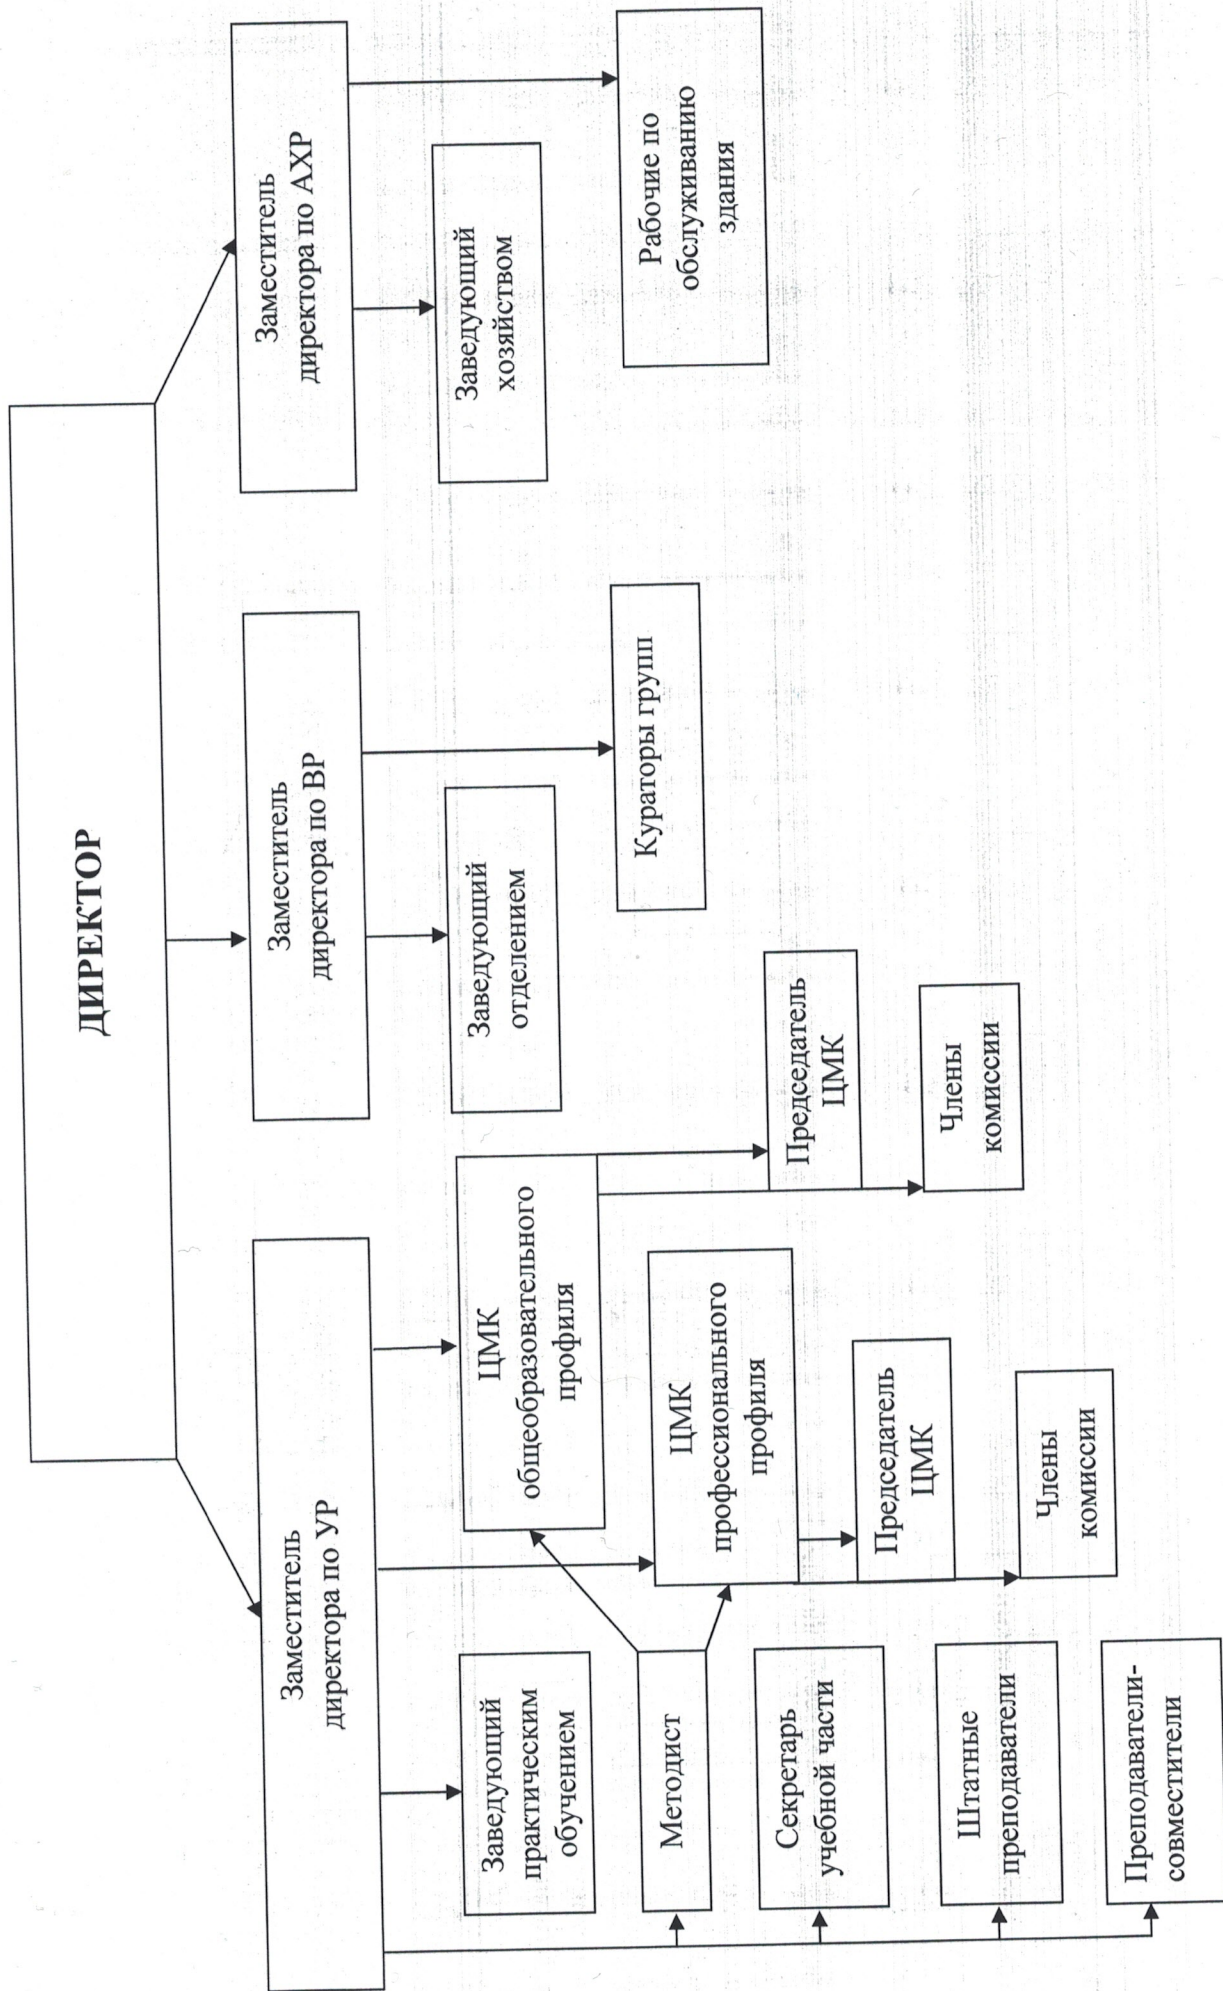 ДИРЕКТОР
Заместитель
директора по УР
Заместитель
директора по ВР
Заместитель
директора по АХР
Заведующий
практическим
обучением
ЦМК
общеобразовательного
профиля
Заведующий
отделением
Заведующий
хозяйством
Методист
ЦМК
профессионального
профиля
Кураторы групп
Рабочие по
обслуживанию
здания
Секретарь
учебной части
Председатель
ЦМК
Председатель
ЦМК
Члены
комиссии
Штатные
преподаватели
Члены
комиссии
Преподаватели-
совместители